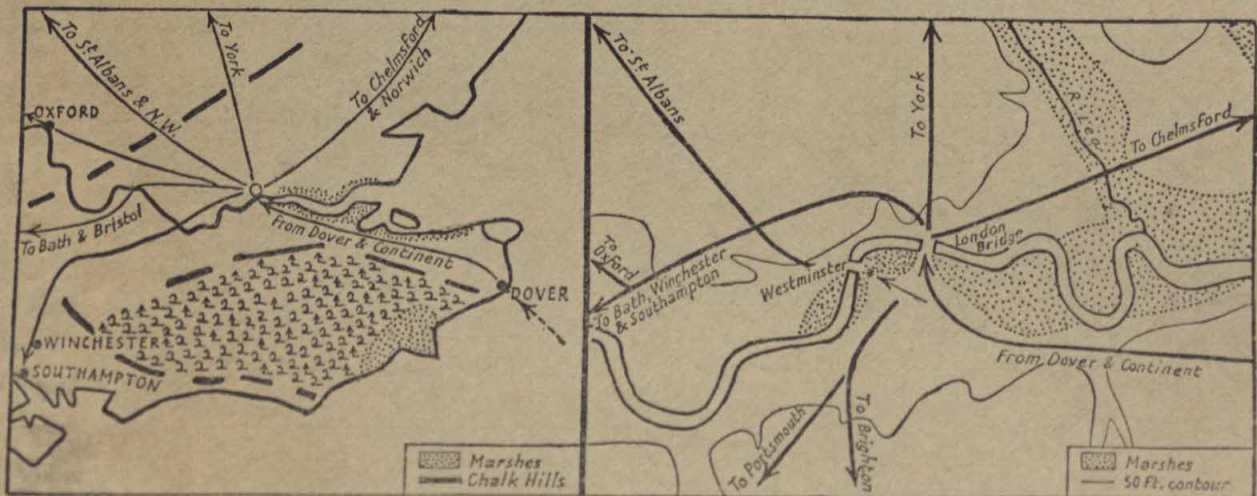 To St. Albans & N.W.
To York
To Chelmsford
& Norwich
OXFORD
To Bath & Bristol
From Dover & Continent
DOVER
WINCHESTER
SOUTHAMPTON
Marshes
Chalk Hills
To St Albans
To York
R. Lea
To Chelmsford
London
Bridge
Westminster
To
Oxford
To Bath, Winchester
& Southampton
From Dover & Continent
To Portsmouth
To Brighton
Marshes
50 Ft. contour